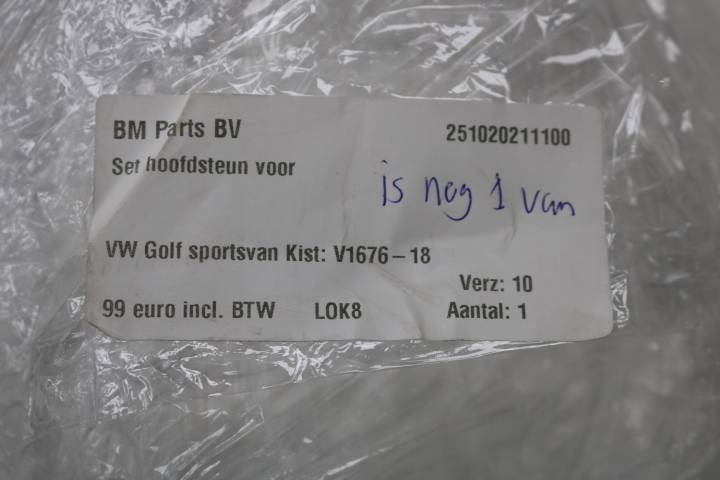 BM Parts BV 251020211100
Set hoofdsteun voor
is nog 1 van
VW Golf sportsvan Kist: V1676-18
Verz: 10
99 euro incl. BTW LOK8 Aantal: 1